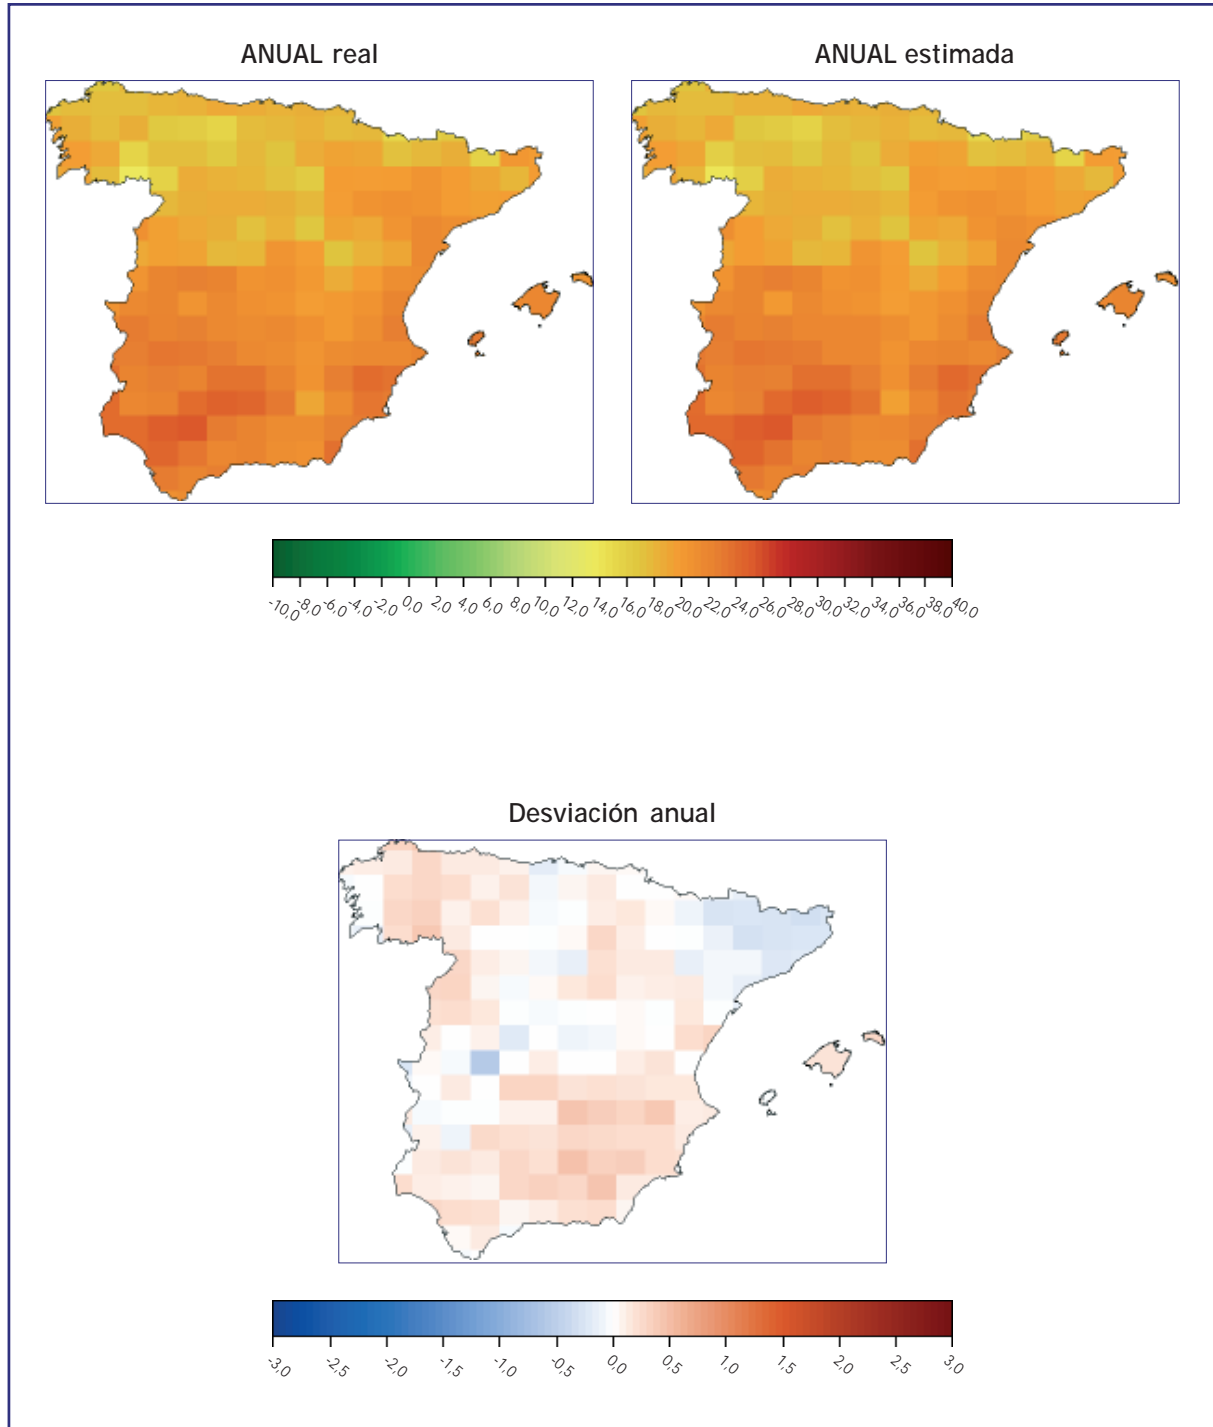 ANUAL real
ANUAL estimada
-10,0 -8,0 -6,0 -4,0 -2,0 0,0 2,0 4,0 6,0 8,0 10,0 12,0 14,0 16,0 18,0 20,0 22,0 24,0 26,0 28,0 30,0 32,0 34,0 36,0 38,0 40,0
Desviación anual
-3,0 -2,5 -2,0 -1,5 -1,0 -0,5 0,0 0,5 1,0 1,5 2,0 2,5 3,0